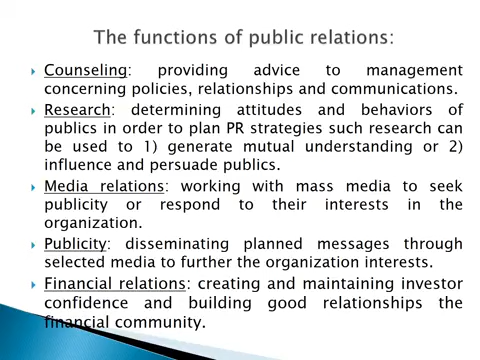 The functions of public relations:
Counseling: providing advice to management
concerning policies, relationships and communications.
Research: determining attitudes and behaviors of
publics in order to plan PR strategies such research can
be used to 1) generate mutual understanding or 2)
influence and persuade publics.
Media relations: working with mass media to seek
publicity or respond to their interests in the
organization.
Publicity: disseminating planned messages through
selected media to further the organization interests.
Financial relations: creating and maintaining investor
confidence and building good relationships the
financial community.